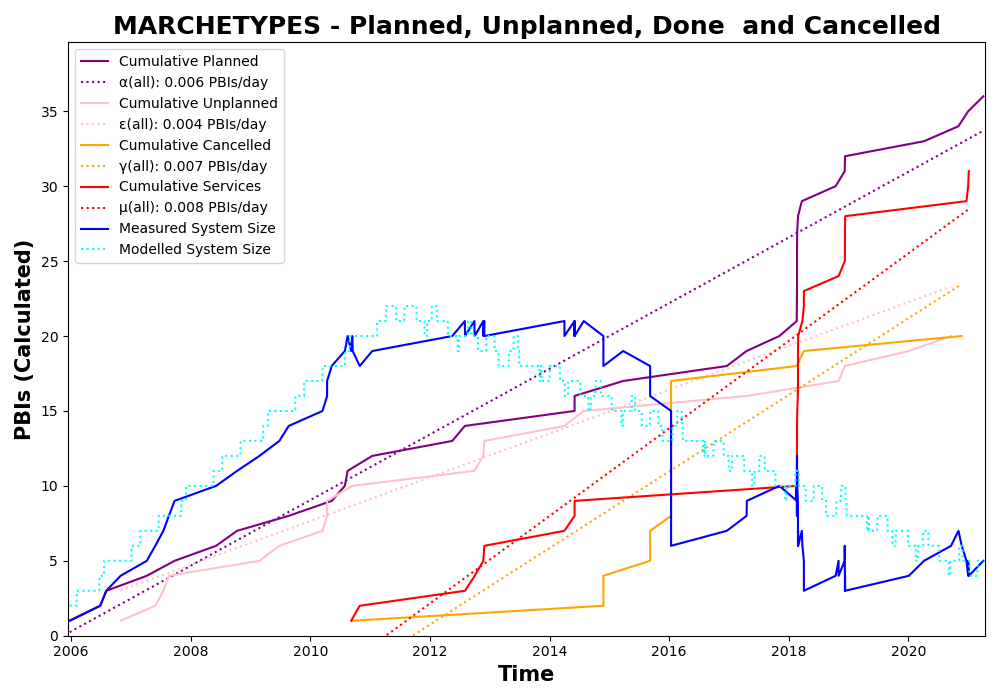 MARCHETYPES - Planned, Unplanned, Done  and Cancelled
Cumulative Planned
α(all): 0.006 PBIs/day
Cumulative Unplanned
ε(all): 0.004 PBIs/day
Cumulative Cancelled
γ(all): 0.007 PBIs/day
Cumulative Services
μ(all): 0.008 PBIs/day
Measured System Size
Modelled System Size
PBIs (Calculated)
35
30
25
20
15
10
5
0
2006 2008 2010 2012 2014 2016 2018 2020
Time